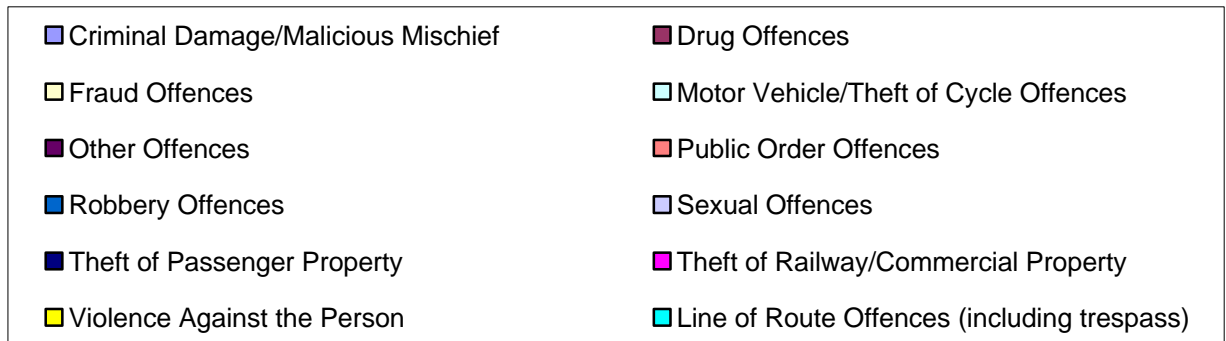 Criminal Damage/Malicious Mischief Drug Offences
Fraud Offences Motor Vehicle/Theft of Cycle Offences
Other Offences Public Order Offences
Robbery Offences Sexual Offences
Theft of Passenger Property Theft of Railway/Commercial Property
Violence Against the Person Line of Route Offences (including trespass)